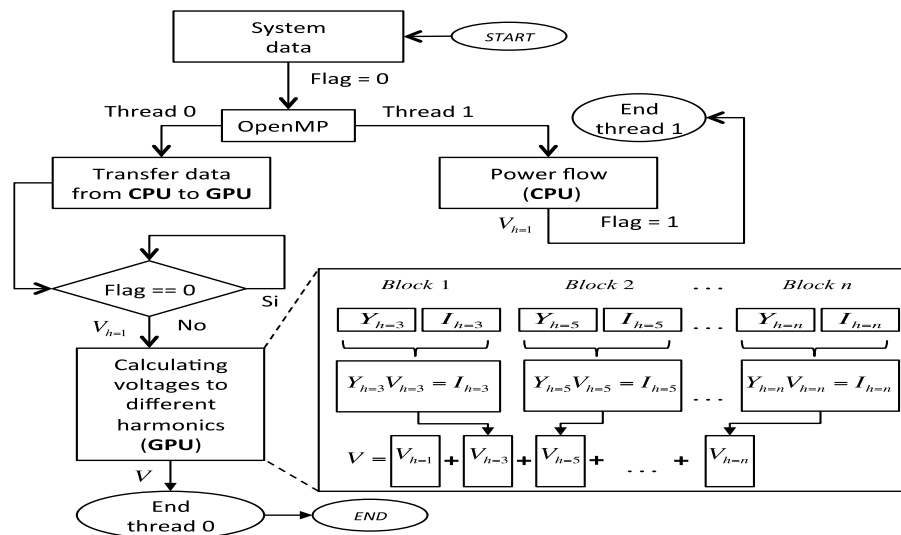 System
data
START
Flag = 0
Thread 0
OpenMP
Thread 1
End
thread 1
Transfer data
from CPU to GPU
Power flow
(CPU)
V_{h=1}
Flag = 1
Flag == 0
Si
V_{h=1}
No
Calculating
voltages to
different
harmonics
(GPU)
V
End
thread 0
END
Block 1 Block 2 . . . Block n
Y_{h=3} I_{h=3} Y_{h=5} I_{h=5} . . . Y_{h=n} I_{h=n}
Y_{h=3}V_{h=3} = I_{h=3} Y_{h=5}V_{h=5} = I_{h=5} . . . Y_{h=n}V_{h=n} = I_{h=n}
V = V_{h=1} + V_{h=3} + V_{h=5} + . . . + V_{h=n}